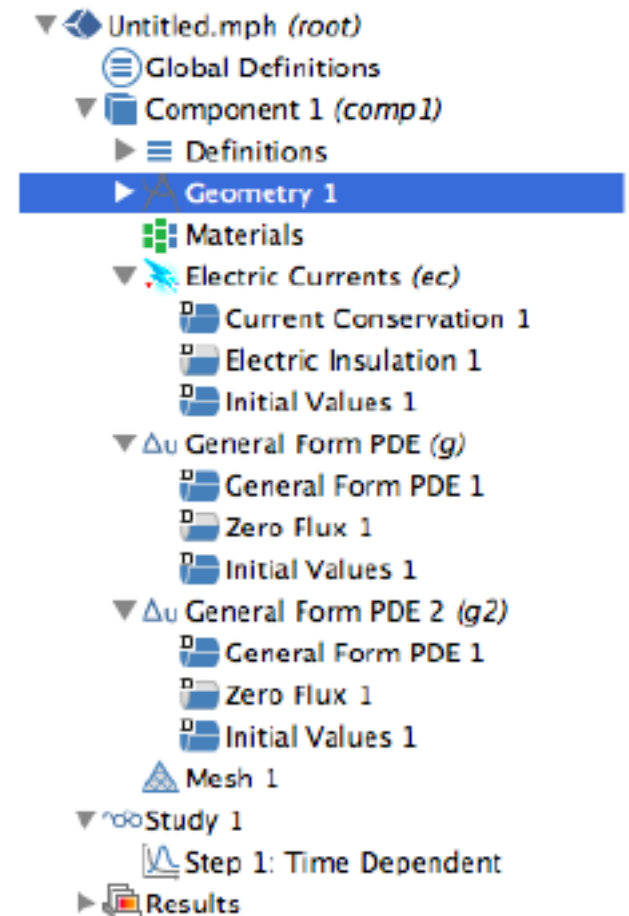 Untitled.mph (root)
Global Definitions
Component 1 (comp1)
Definitions
Geometry 1
Materials
Electric Currents (ec)
D Current Conservation 1
D Electric Insulation 1
D Initial Values 1
Δu General Form PDE (g)
D General Form PDE 1
D Zero Flux 1
D Initial Values 1
Δu General Form PDE 2 (g2)
D General Form PDE 1
D Zero Flux 1
D Initial Values 1
Mesh 1
Study 1
Step 1: Time Dependent
Results